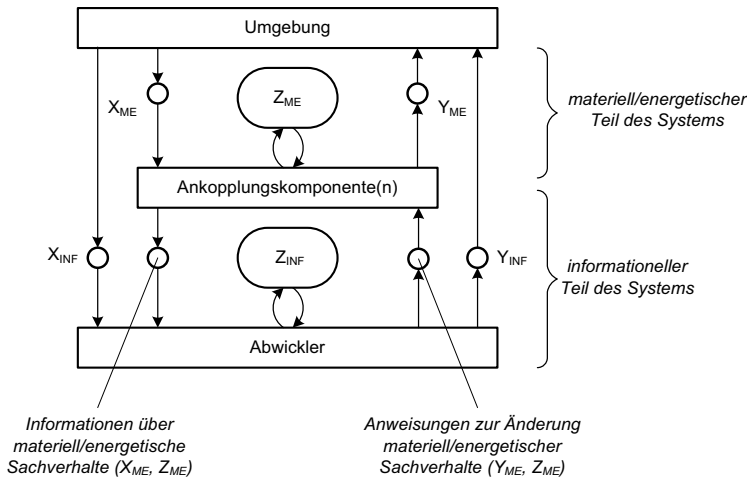 Umgebung
X_ME
Z_ME
Y_ME
materiell/energetischer
Teil des Systems
Ankopplungskomponente(n)
X_INF
Z_INF
Y_INF
informationeller
Teil des Systems
Abwickler
Informationen über
materiell/energetische
Sachverhalte (X_ME, Z_ME)
Anweisungen zur Änderung
materiell/energetischer
Sachverhalte (Y_ME, Z_ME)